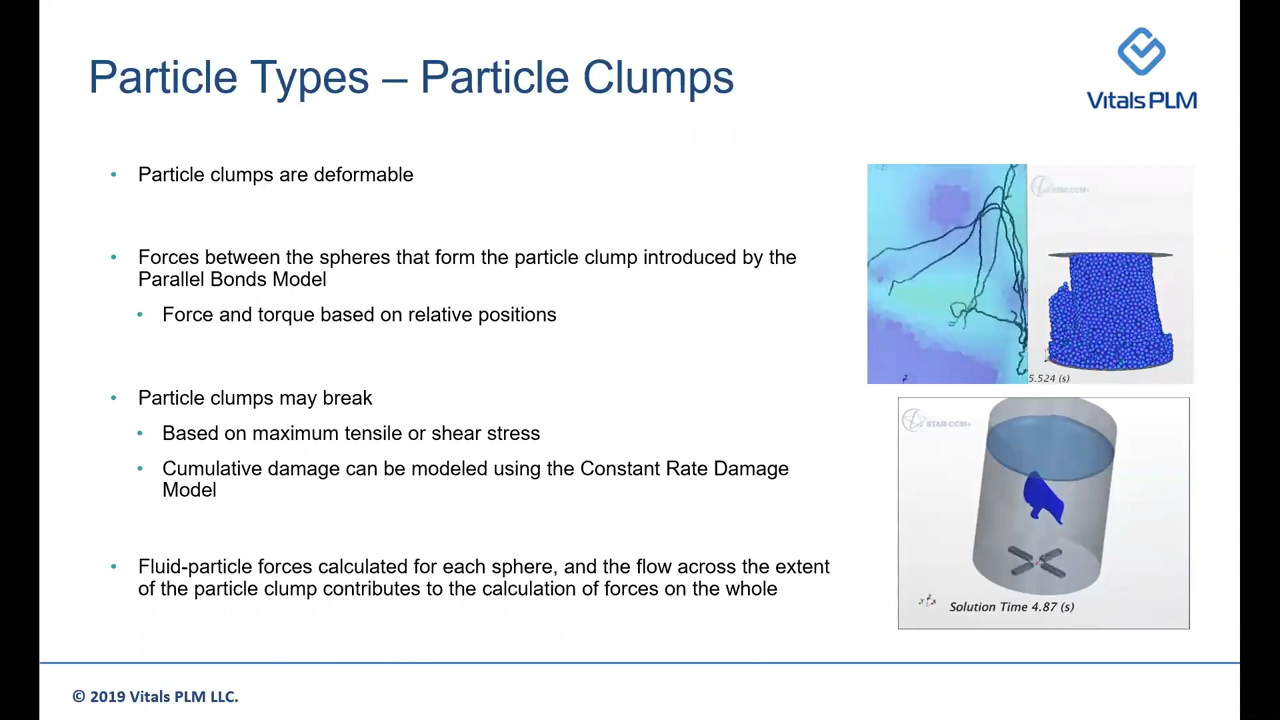 Particle Types – Particle Clumps
Vitals PLM
• Particle clumps are deformable
• Forces between the spheres that form the particle clump introduced by the
Parallel Bonds Model
• Force and torque based on relative positions
• Particle clumps may break
• Based on maximum tensile or shear stress
• Cumulative damage can be modeled using the Constant Rate Damage
Model
• Fluid-particle forces calculated for each sphere, and the flow across the extent
of the particle clump contributes to the calculation of forces on the whole
STAR-CCM+
5.524 (s)
STAR-CCM+
Solution Time 4.87 (s)
© 2019 Vitals PLM LLC.